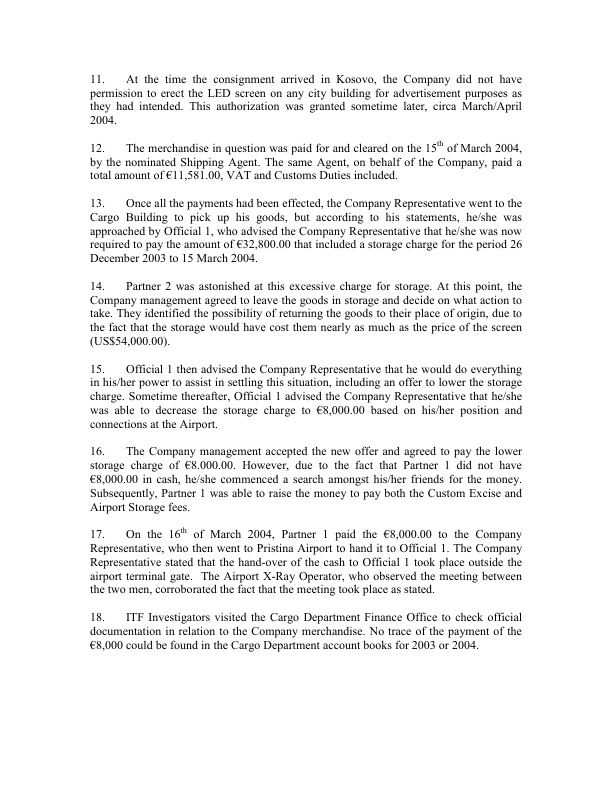 11. At the time the consignment arrived in Kosovo, the Company did not have
permission to erect the LED screen on any city building for advertisement purposes as
they had intended. This authorization was granted sometime later, circa March/April
2004.
12. The merchandise in question was paid for and cleared on the 15th of March 2004,
by the nominated Shipping Agent. The same Agent, on behalf of the Company, paid a
total amount of €11,581.00, VAT and Customs Duties included.
13. Once all the payments had been effected, the Company Representative went to the
Cargo Building to pick up his goods, but according to his statements, he/she was
approached by Official 1, who advised the Company Representative that he/she was now
required to pay the amount of €32,800.00 that included a storage charge for the period 26
December 2003 to 15 March 2004.
14. Partner 2 was astonished at this excessive charge for storage. At this point, the
Company management agreed to leave the goods in storage and decide on what action to
take. They identified the possibility of returning the goods to their place of origin, due to
the fact that the storage would have cost them nearly as much as the price of the screen
(US$54,000.00).
15. Official 1 then advised the Company Representative that he would do everything
in his/her power to assist in settling this situation, including an offer to lower the storage
charge. Sometime thereafter, Official 1 advised the Company Representative that he/she
was able to decrease the storage charge to €8,000.00 based on his/her position and
connections at the Airport.
16. The Company management accepted the new offer and agreed to pay the lower
storage charge of €8.000.00. However, due to the fact that Partner 1 did not have
€8,000.00 in cash, he/she commenced a search amongst his/her friends for the money.
Subsequently, Partner 1 was able to raise the money to pay both the Custom Excise and
Airport Storage fees.
17. On the 16th of March 2004, Partner 1 paid the €8,000.00 to the Company
Representative, who then went to Pristina Airport to hand it to Official 1. The Company
Representative stated that the hand-over of the cash to Official 1 took place outside the
airport terminal gate. The Airport X-Ray Operator, who observed the meeting between
the two men, corroborated the fact that the meeting took place as stated.
18. ITF Investigators visited the Cargo Department Finance Office to check official
documentation in relation to the Company merchandise. No trace of the payment of the
€8,000 could be found in the Cargo Department account books for 2003 or 2004.